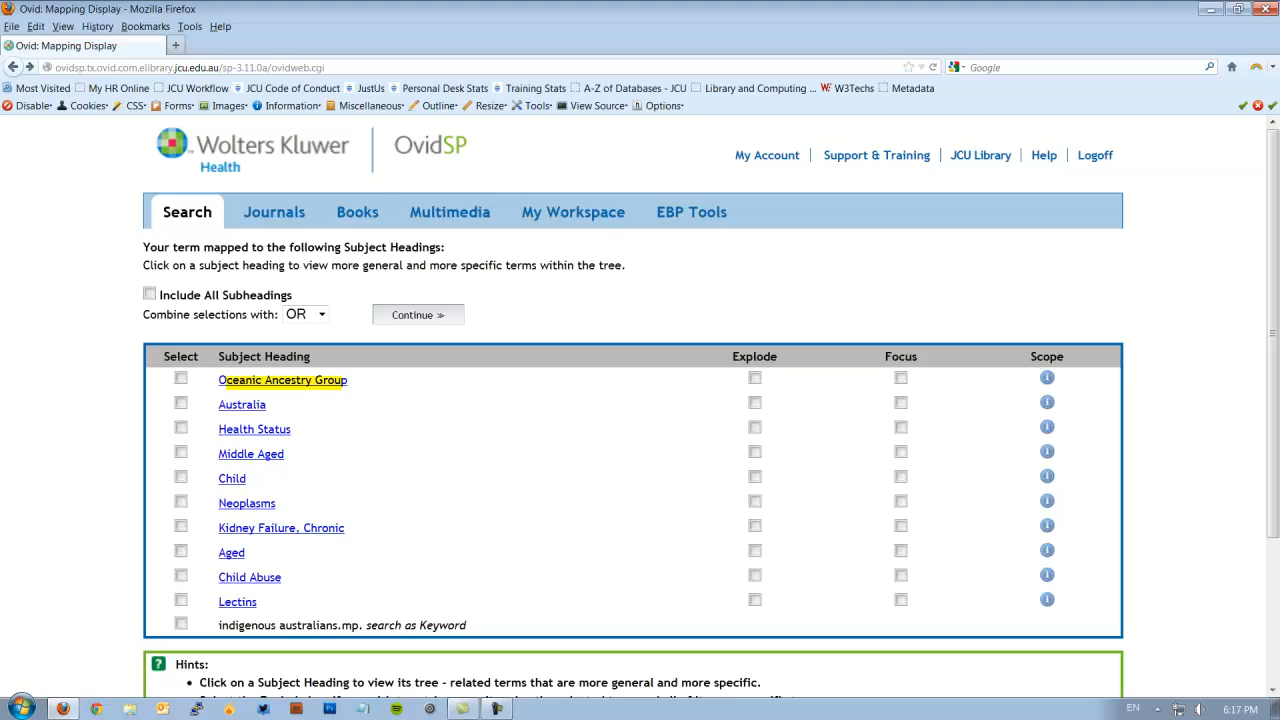 Ovid: Mapping Display - Mozilla Firefox
File Edit View History Bookmarks Tools Help
Ovid: Mapping Display +
ovidsp.tx.ovid.com.elibrary.jcu.edu.au/sp-3.11.0a/ovidweb.cgi Google
Most Visited My HR Online JCU Workflow JCU Code of Conduct JustUs Personal Desk Stats Training Stats A-Z of Databases - JCU Library and Computing ... W3Techs Metadata
Disable Cookies CSS Forms Images Information Miscellaneous Outline Resize Tools View Source Options
Wolters Kluwer Health OvidSP
My Account Support & Training JCU Library Help Logoff
Search Journals Books Multimedia My Workspace EBP Tools
Your term mapped to the following Subject Headings:
Click on a subject heading to view more general and more specific terms within the tree.
Include All Subheadings
Combine selections with: OR Continue »
Select Subject Heading Explode Focus Scope
Oceanic Ancestry Group
Australia
Health Status
Middle Aged
Child
Neoplasms
Kidney Failure, Chronic
Aged
Child Abuse
Lectins
indigenous australians.mp. search as Keyword
? Hints:
• Click on a Subject Heading to view its tree - related terms that are more general and more specific.
EN 6:17 PM